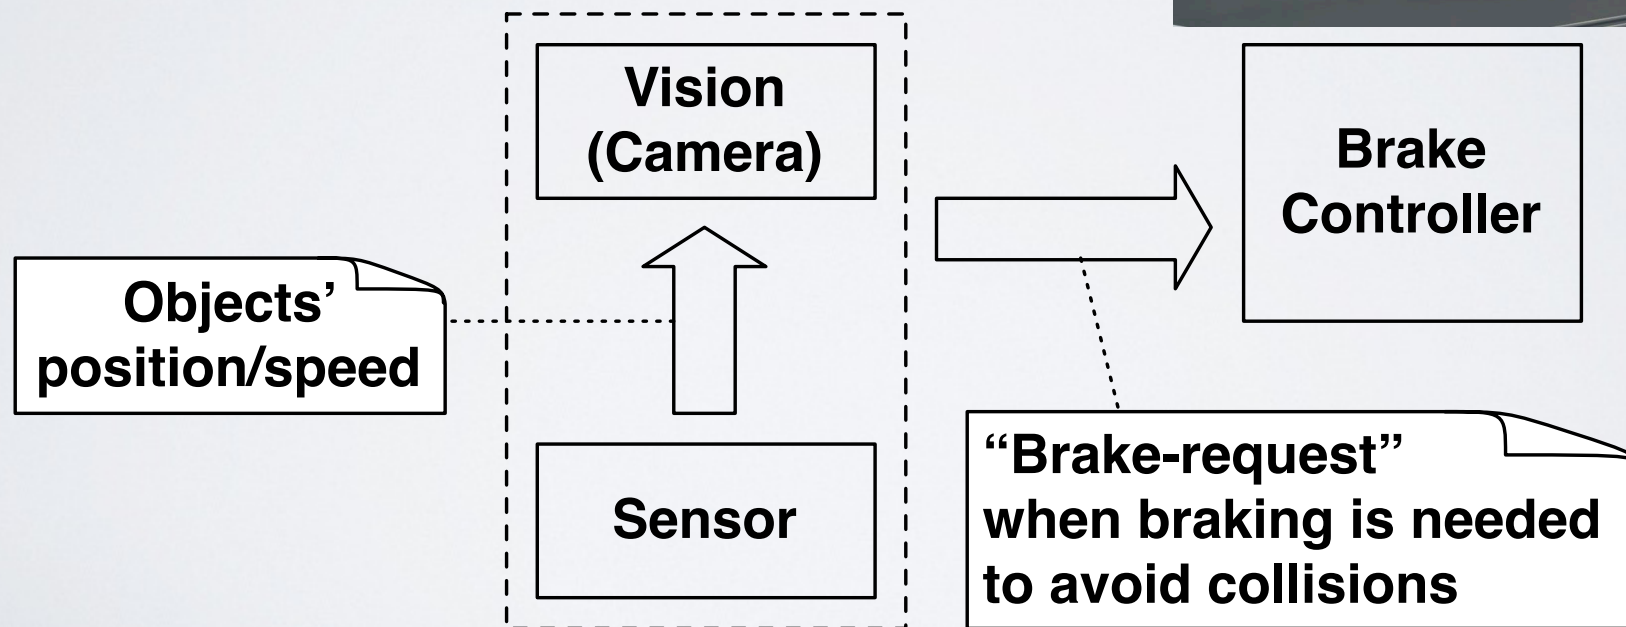 Vision
(Camera)
Brake
Controller
Objects’
position/speed
Sensor
“Brake-request”
when braking is needed
to avoid collisions